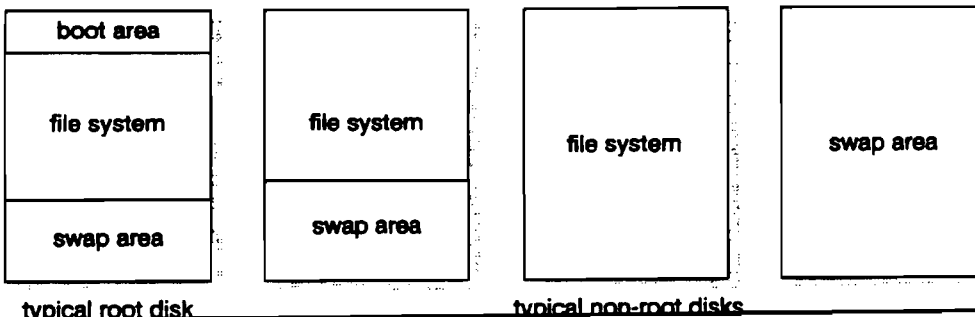 boot area
file system
swap area
file system
swap area
file system
swap area
typical root disk
typical non-root disks